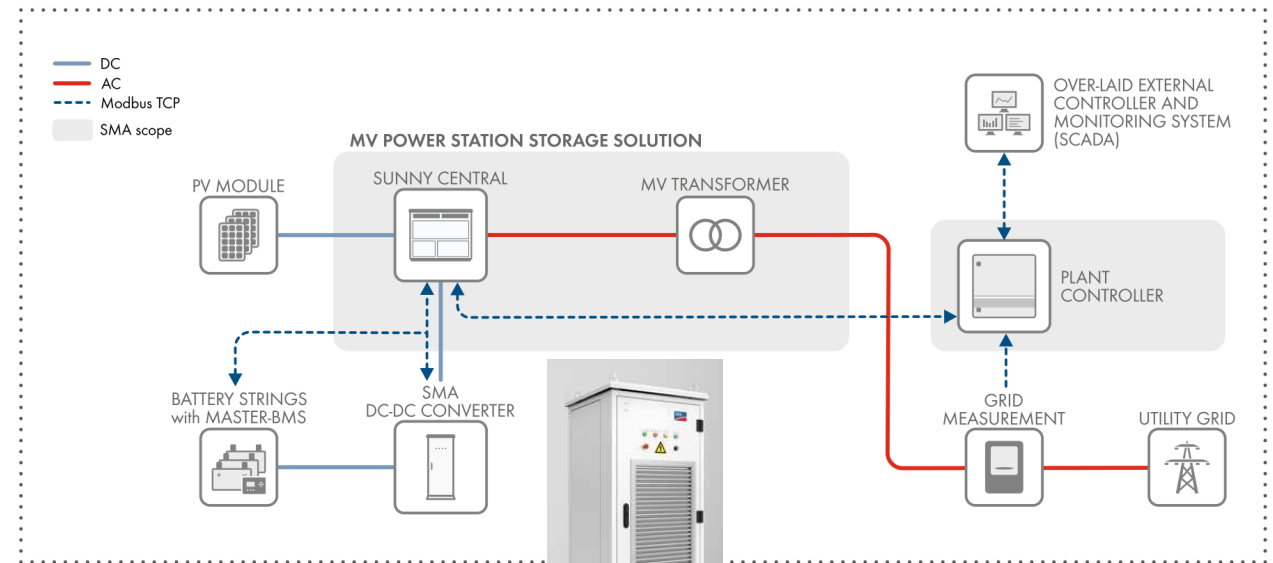 DC
AC
Modbus TCP
SMA scope
MV POWER STATION STORAGE SOLUTION
SUNNY CENTRAL
MV TRANSFORMER
PV MODULE
OVER-LAID EXTERNAL
CONTROLLER AND
MONITORING SYSTEM
(SCADA)
PLANT
CONTROLLER
BATTERY STRINGS
with MASTER-BMS
SMA
DC-DC CONVERTER
GRID
MEASUREMENT
UTILITY GRID